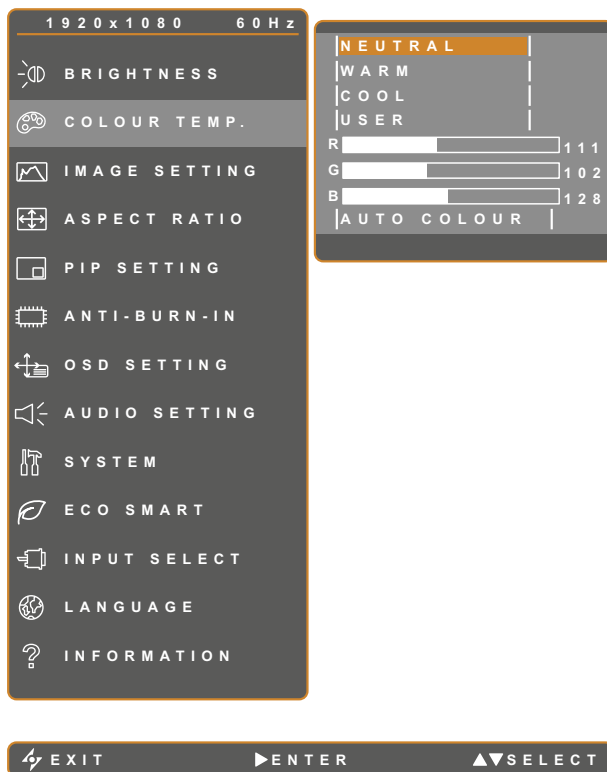 1920x1080 60Hz
BRIGHTNESS
COLOUR TEMP.
IMAGE SETTING
ASPECT RATIO
PIP SETTING
ANTI-BURN-IN
OSD SETTING
AUDIO SETTING
SYSTEM
ECO SMART
INPUT SELECT
LANGUAGE
INFORMATION
NEUTRAL
WARM
COOL
USER
R 111
G 102
B 128
AUTO COLOUR
EXIT ENTER SELECT